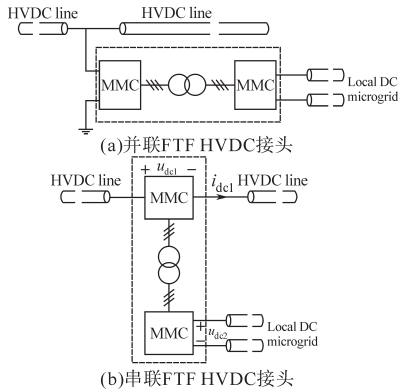 HVDC line
HVDC line
MMC
MMC
Local DC
microgrid
(a)并联FTF HVDC接头
+ u_dc1 −
HVDC line
i_dc1
HVDC line
MMC
MMC
+
u_dc2
−
Local DC
microgrid
(b)串联FTF HVDC接头